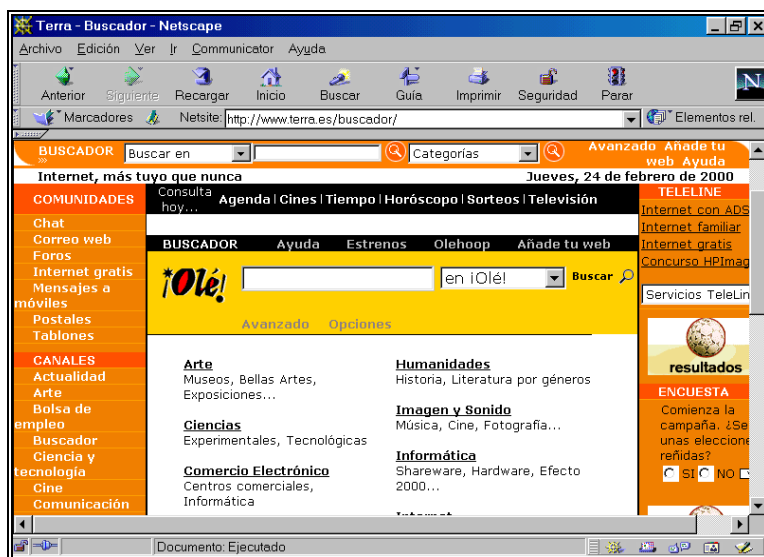 Terra - Buscador - Netscape
Archivo Edición Ver Ir Communicator Ayuda
Anterior Siguiente Recargar Inicio Buscar Guía Imprimir Seguridad Parar
N
Marcadores Netsite: http://www.terra.es/buscador/ Elementos rel.
BUSCADOR Buscar en Categorías Avanzado Añade tu web Ayuda
Internet, más tuyo que nunca Jueves, 24 de febrero de 2000
COMUNIDADES
Chat
Correo web
Foros
Internet gratis
Mensajes a
móviles
Postales
Tablones
CANALES
Actualidad
Arte
Bolsa de
empleo
Buscador
Ciencia y
tecnología
Cine
Comunicación
Consulta
hoy... Agenda | Cines | Tiempo | Horóscopo | Sorteos | Televisión
BUSCADOR Ayuda Estrenos Olehoop Añade tu web
¡Olé! en ¡Olé! Buscar
Avanzado Opciones
Arte
Museos, Bellas Artes,
Exposiciones...
Ciencias
Experimentales, Tecnológicas
Comercio Electrónico
Centros comerciales,
Informática
Humanidades
Historia, Literatura por géneros
Imagen y Sonido
Música, Cine, Fotografía...
Informática
Shareware, Hardware, Efecto
2000...
Internet
TELELINE
Internet con ADS
Internet familiar
Internet gratis
Concurso HPImag
Servicios TeleLin
resultados
ENCUESTA
Comienza la
campaña. ¿Se
unas eleccione
reñidas?
SI NO
Documento: Ejecutado